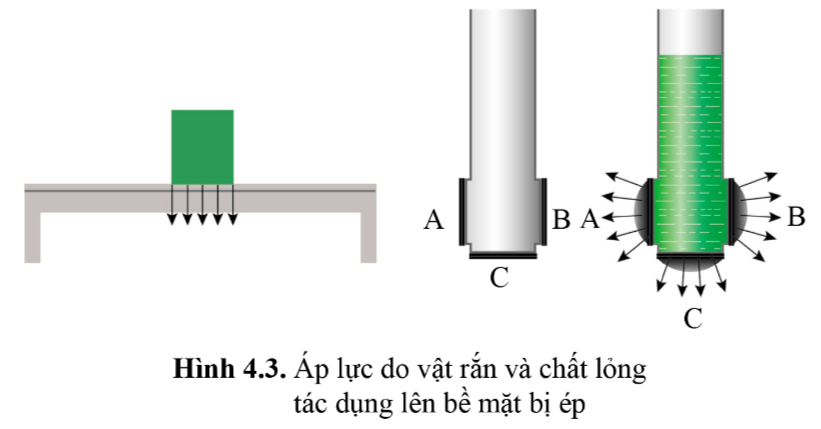 A
B
C
A
B
C
Hình 4.3. Áp lực do vật rắn và chất lỏng
tác dụng lên bề mặt bị ép